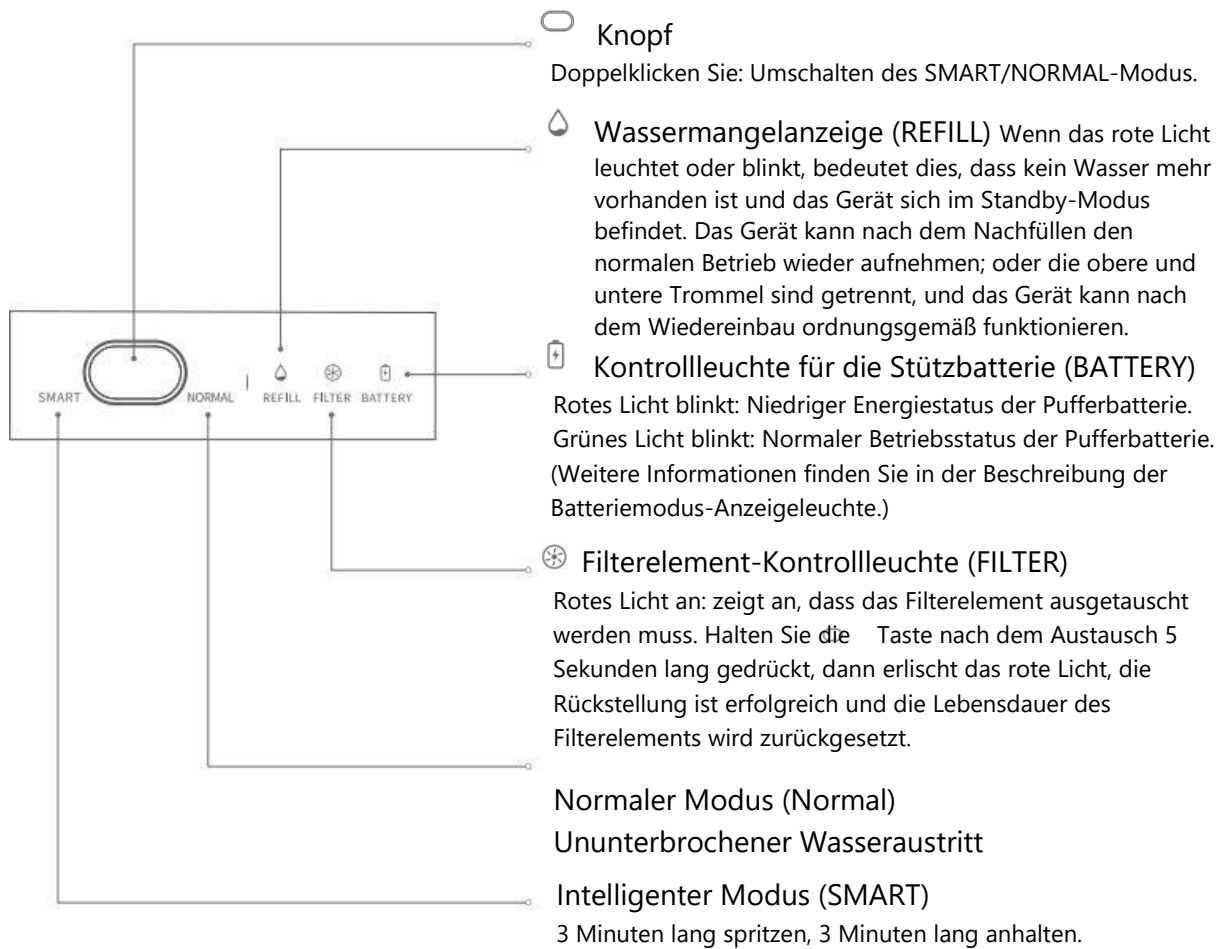 Knopf
Doppelklicken Sie: Umschalten des SMART/NORMAL-Modus.
Wassermangelanzeige (REFILL) Wenn das rote Licht
leuchtet oder blinkt, bedeutet dies, dass kein Wasser mehr
vorhanden ist und das Gerät sich im Standby-Modus
befindet. Das Gerät kann nach dem Nachfüllen den
normalen Betrieb wieder aufnehmen; oder die obere und
untere Trommel sind getrennt, und das Gerät kann nach
dem Wiedereinbau ordnungsgemäß funktionieren.
SMART NORMAL REFILL FILTER BATTERY
Kontrollleuchte für die Stützbatterie (BATTERY)
Rotes Licht blinkt: Niedriger Energiestatus der Pufferbatterie.
Grünes Licht blinkt: Normaler Betriebsstatus der Pufferbatterie.
(Weitere Informationen finden Sie in der Beschreibung der
Batteriemodus-Anzeigeleuchte.)
Filterelement-Kontrollleuchte (FILTER)
Rotes Licht an: zeigt an, dass das Filterelement ausgetauscht
werden muss. Halten Sie die Taste nach dem Austausch 5
Sekunden lang gedrückt, dann erlischt das rote Licht, die
Rückstellung ist erfolgreich und die Lebensdauer des
Filterelements wird zurückgesetzt.
Normaler Modus (Normal)
Ununterbrochener Wasseraustritt
Intelligenter Modus (SMART)
3 Minuten lang spritzen, 3 Minuten lang anhalten.